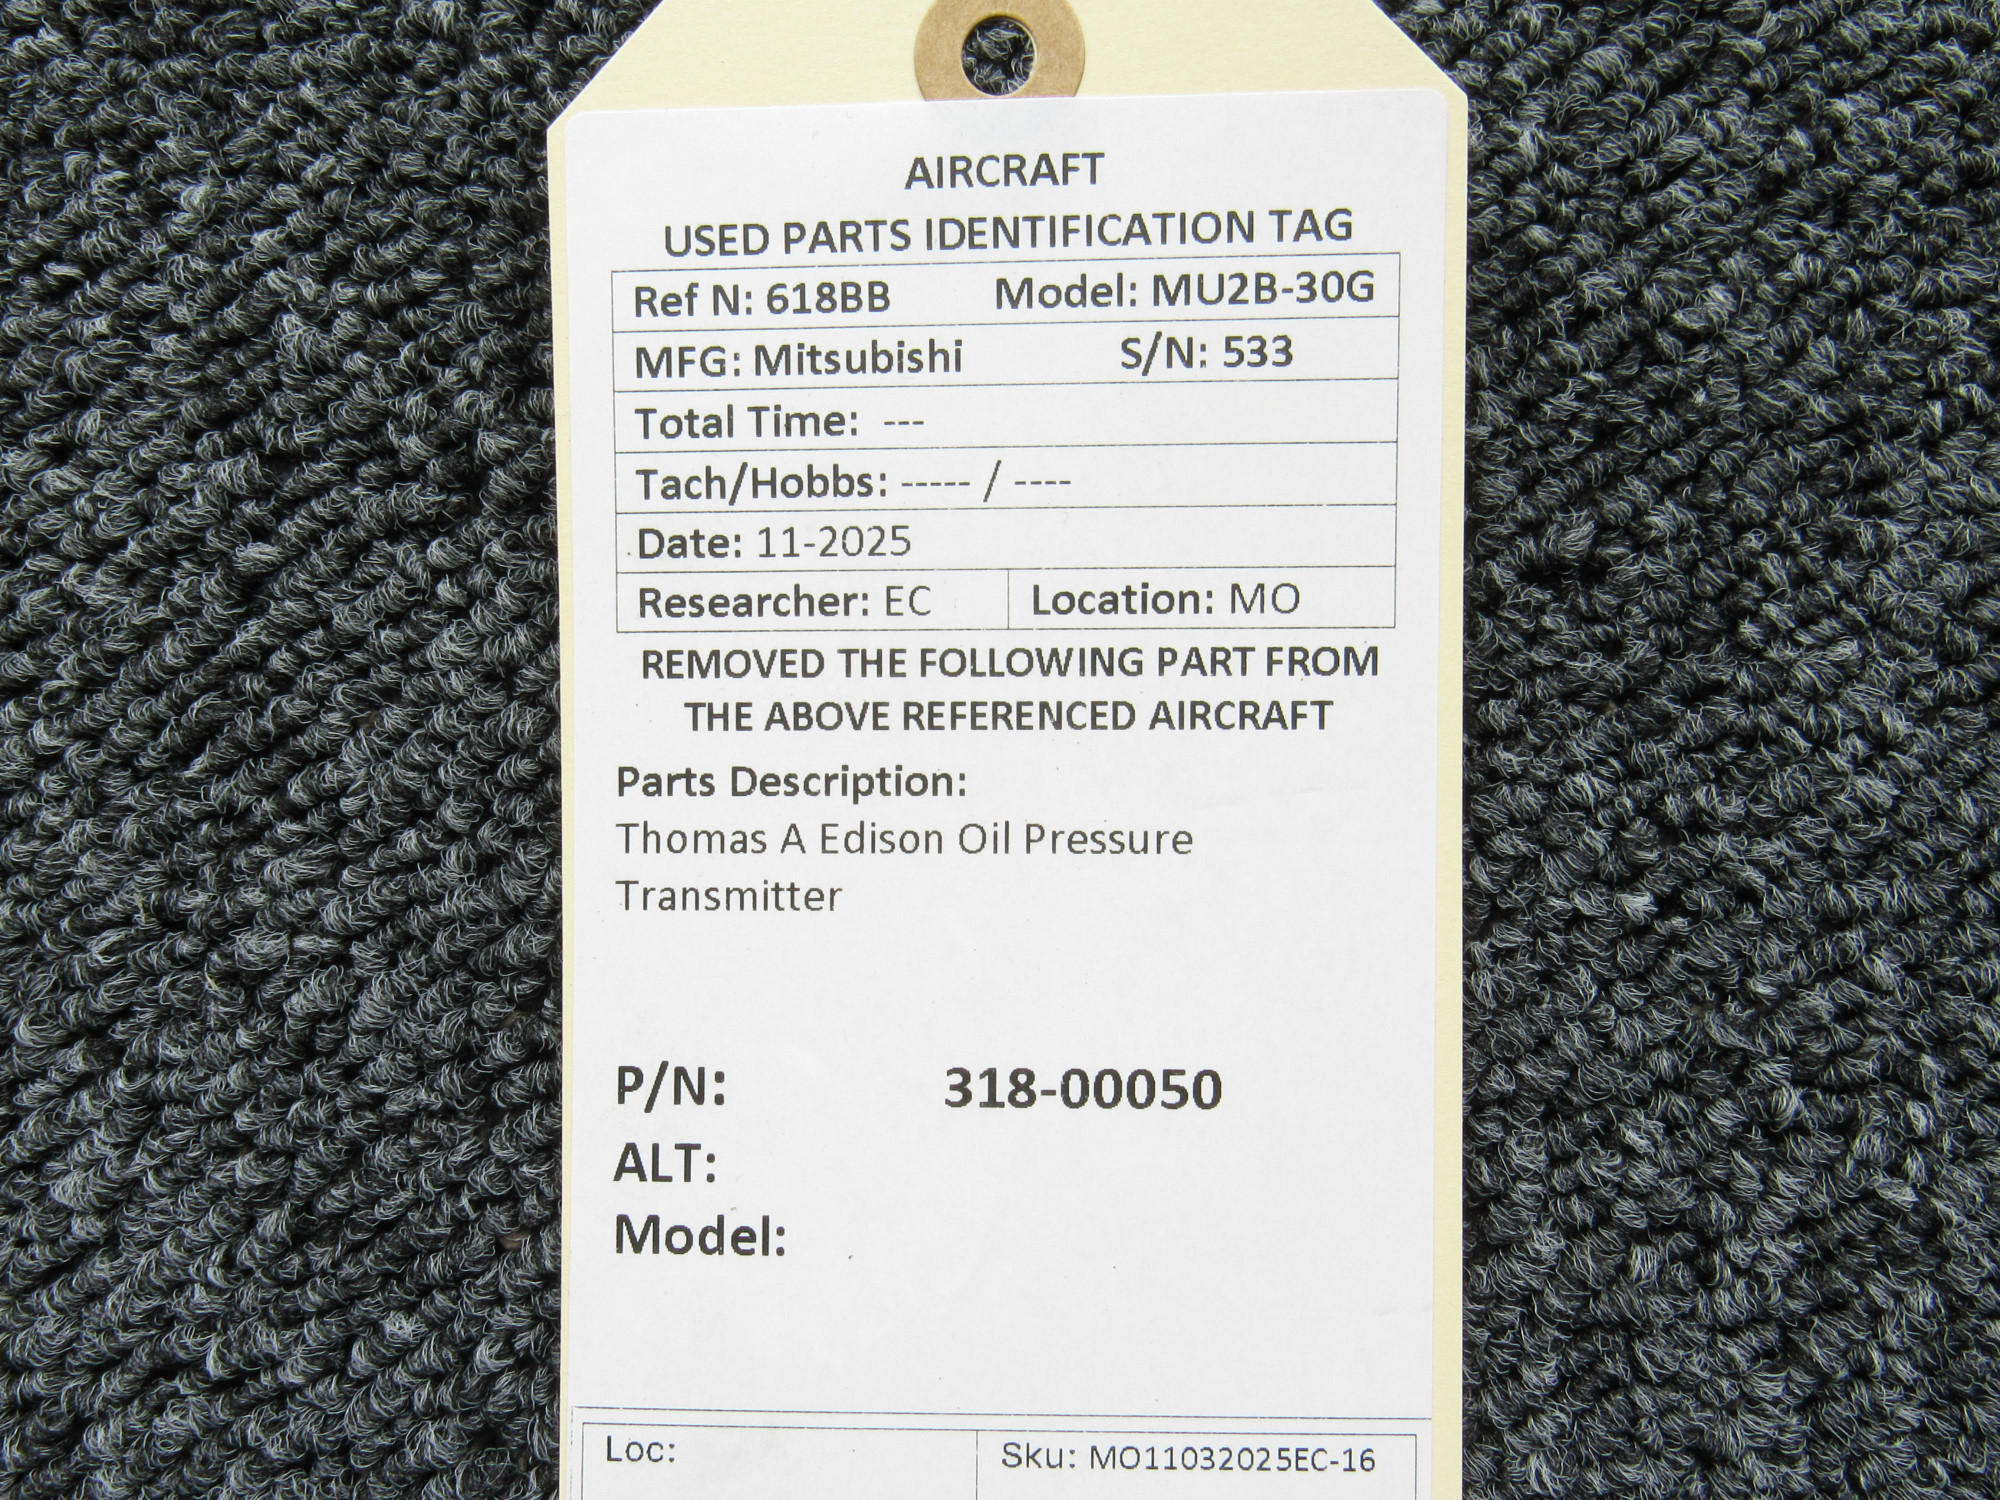 AIRCRAFT
USED PARTS IDENTIFICATION TAG
Ref N: 618BB Model: MU2B-30G
MFG: Mitsubishi S/N: 533
Total Time: ---
Tach/Hobbs: ----- / ----
Date: 11-2025
Researcher: EC Location: MO
REMOVED THE FOLLOWING PART FROM
THE ABOVE REFERENCED AIRCRAFT
Parts Description:
Thomas A Edison Oil Pressure
Transmitter
P/N: 318-00050
ALT:
Model:
Loc: Sku: MO11032025EC-16